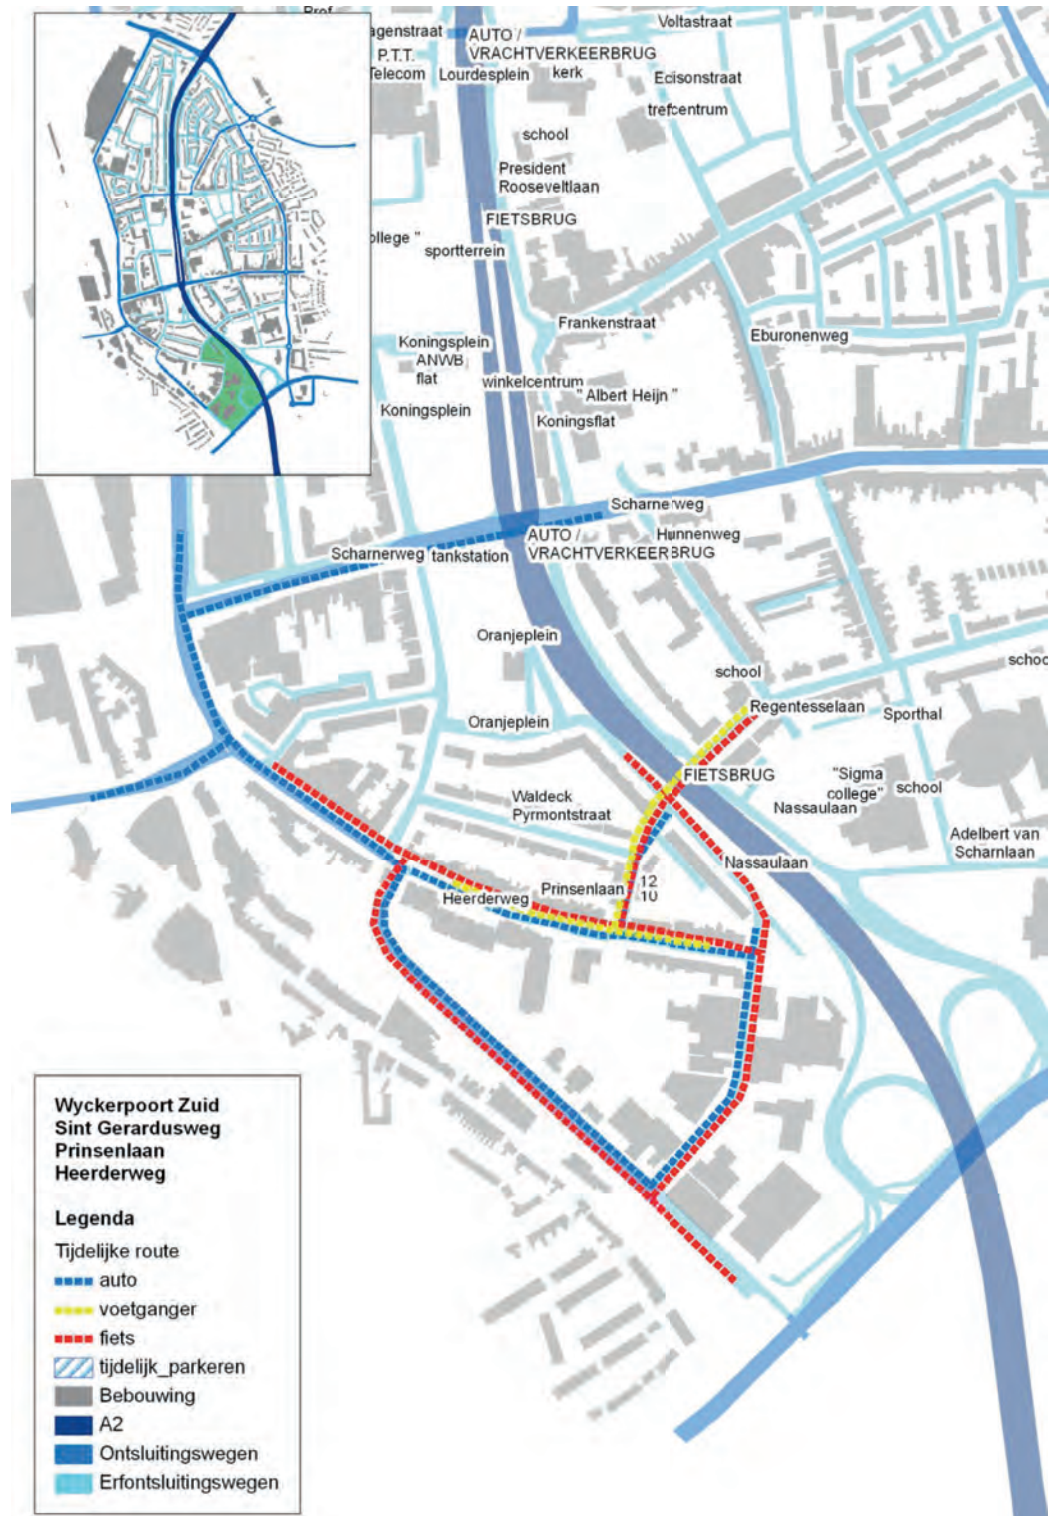 Prof
agenstraat
Voltastraat
AUTO /
VRACHTVERKEERBRUG
P.T.T.
Telecom
Lourdesplein
kerk
Ecisonstraat
trefcentrum
school
President
Rooseveltlaan
FIETSBRUG
ollege "
sportterrein
Frankenstraat
Eburonenweg
Koningsplein
ANWB
flat
winkelcentrum
" Albert Heijn "
Koningsplein
Koningsflat
Scharnerweg
AUTO /
VRACHTVERKEERBRUG
Hunnenweg
Scharnerweg
tankstation
Oranjeplein
school
schoo
Regentesselaan
Sporthal
Oranjeplein
FIETSBRUG
"Sigma
college"
school
Nassaulaan
Waldeck
Pyrmontstraat
Adelbert van
Scharnlaan
Nassaulaan
12
10
Prinsenlaan
Heerderweg
Wyckerpoort Zuid
Sint Gerardusweg
Prinsenlaan
Heerderweg
Legenda
Tijdelijke route
auto
voetganger
fiets
tijdelijk_parkeren
Bebouwing
A2
Ontsluitingswegen
Erfontsluitingswegen